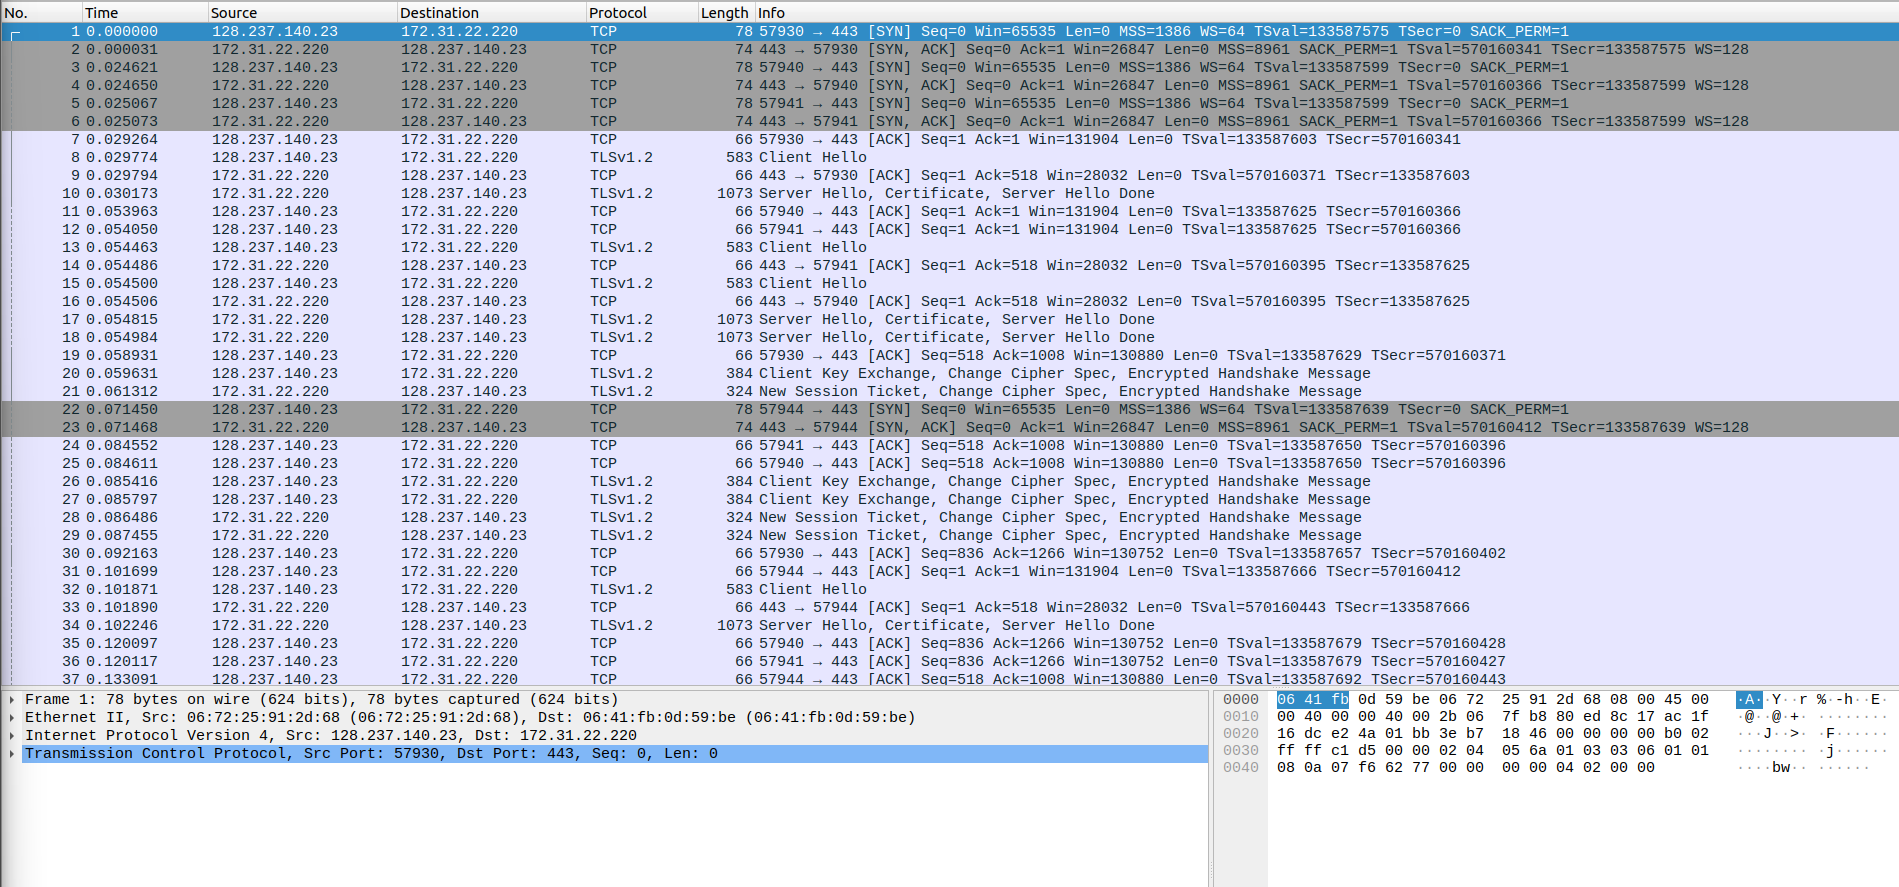 No. Time Source Destination Protocol Length Info
1 0.000000 128.237.140.23 172.31.22.220 TCP 78 57930 → 443 [SYN] Seq=0 Win=65535 Len=0 MSS=1386 WS=64 TSval=133587575 TSecr=0 SACK_PERM=1
2 0.000031 172.31.22.220 128.237.140.23 TCP 74 443 → 57930 [SYN, ACK] Seq=0 Ack=1 Win=26847 Len=0 MSS=8961 SACK_PERM=1 TSval=570160341 TSecr=133587575 WS=128
3 0.024621 128.237.140.23 172.31.22.220 TCP 78 57940 → 443 [SYN] Seq=0 Win=65535 Len=0 MSS=1386 WS=64 TSval=133587599 TSecr=0 SACK_PERM=1
4 0.024650 172.31.22.220 128.237.140.23 TCP 74 443 → 57940 [SYN, ACK] Seq=0 Ack=1 Win=26847 Len=0 MSS=8961 SACK_PERM=1 TSval=570160366 TSecr=133587599 WS=128
5 0.025067 128.237.140.23 172.31.22.220 TCP 78 57941 → 443 [SYN] Seq=0 Win=65535 Len=0 MSS=1386 WS=64 TSval=133587599 TSecr=0 SACK_PERM=1
6 0.025073 172.31.22.220 128.237.140.23 TCP 74 443 → 57941 [SYN, ACK] Seq=0 Ack=1 Win=26847 Len=0 MSS=8961 SACK_PERM=1 TSval=570160366 TSecr=133587599 WS=128
7 0.029264 128.237.140.23 172.31.22.220 TCP 66 57930 → 443 [ACK] Seq=1 Ack=1 Win=131904 Len=0 TSval=133587603 TSecr=570160341
8 0.029774 128.237.140.23 172.31.22.220 TLSv1.2 583 Client Hello
9 0.029794 172.31.22.220 128.237.140.23 TCP 66 443 → 57930 [ACK] Seq=1 Ack=518 Win=28032 Len=0 TSval=570160371 TSecr=133587603
10 0.030173 172.31.22.220 128.237.140.23 TLSv1.2 1073 Server Hello, Certificate, Server Hello Done
11 0.053963 128.237.140.23 172.31.22.220 TCP 66 57940 → 443 [ACK] Seq=1 Ack=1 Win=131904 Len=0 TSval=133587625 TSecr=570160366
12 0.054050 128.237.140.23 172.31.22.220 TCP 66 57941 → 443 [ACK] Seq=1 Ack=1 Win=131904 Len=0 TSval=133587625 TSecr=570160366
13 0.054463 128.237.140.23 172.31.22.220 TLSv1.2 583 Client Hello
14 0.054486 172.31.22.220 128.237.140.23 TCP 66 443 → 57941 [ACK] Seq=1 Ack=518 Win=28032 Len=0 TSval=570160395 TSecr=133587625
15 0.054500 128.237.140.23 172.31.22.220 TLSv1.2 583 Client Hello
16 0.054506 172.31.22.220 128.237.140.23 TCP 66 443 → 57940 [ACK] Seq=1 Ack=518 Win=28032 Len=0 TSval=570160395 TSecr=133587625
17 0.054815 172.31.22.220 128.237.140.23 TLSv1.2 1073 Server Hello, Certificate, Server Hello Done
18 0.054984 172.31.22.220 128.237.140.23 TLSv1.2 1073 Server Hello, Certificate, Server Hello Done
19 0.058931 128.237.140.23 172.31.22.220 TCP 66 57930 → 443 [ACK] Seq=518 Ack=1008 Win=130880 Len=0 TSval=133587629 TSecr=570160371
20 0.059631 128.237.140.23 172.31.22.220 TLSv1.2 384 Client Key Exchange, Change Cipher Spec, Encrypted Handshake Message
21 0.061312 172.31.22.220 128.237.140.23 TLSv1.2 324 New Session Ticket, Change Cipher Spec, Encrypted Handshake Message
22 0.071450 128.237.140.23 172.31.22.220 TCP 78 57944 → 443 [SYN] Seq=0 Win=65535 Len=0 MSS=1386 WS=64 TSval=133587639 TSecr=0 SACK_PERM=1
23 0.071468 172.31.22.220 128.237.140.23 TCP 74 443 → 57944 [SYN, ACK] Seq=0 Ack=1 Win=26847 Len=0 MSS=8961 SACK_PERM=1 TSval=570160412 TSecr=133587639 WS=128
24 0.084552 128.237.140.23 172.31.22.220 TCP 66 57941 → 443 [ACK] Seq=518 Ack=1008 Win=130880 Len=0 TSval=133587650 TSecr=570160396
25 0.084611 128.237.140.23 172.31.22.220 TCP 66 57940 → 443 [ACK] Seq=518 Ack=1008 Win=130880 Len=0 TSval=133587650 TSecr=570160396
26 0.085416 128.237.140.23 172.31.22.220 TLSv1.2 384 Client Key Exchange, Change Cipher Spec, Encrypted Handshake Message
27 0.085797 128.237.140.23 172.31.22.220 TLSv1.2 384 Client Key Exchange, Change Cipher Spec, Encrypted Handshake Message
28 0.086486 172.31.22.220 128.237.140.23 TLSv1.2 324 New Session Ticket, Change Cipher Spec, Encrypted Handshake Message
29 0.087455 172.31.22.220 128.237.140.23 TLSv1.2 324 New Session Ticket, Change Cipher Spec, Encrypted Handshake Message
30 0.092163 128.237.140.23 172.31.22.220 TCP 66 57930 → 443 [ACK] Seq=836 Ack=1266 Win=130752 Len=0 TSval=133587657 TSecr=570160402
31 0.101699 128.237.140.23 172.31.22.220 TCP 66 57944 → 443 [ACK] Seq=1 Ack=1 Win=131904 Len=0 TSval=133587666 TSecr=570160412
32 0.101871 128.237.140.23 172.31.22.220 TLSv1.2 583 Client Hello
33 0.101890 172.31.22.220 128.237.140.23 TCP 66 443 → 57944 [ACK] Seq=1 Ack=518 Win=28032 Len=0 TSval=570160443 TSecr=133587666
34 0.102246 172.31.22.220 128.237.140.23 TLSv1.2 1073 Server Hello, Certificate, Server Hello Done
35 0.120097 128.237.140.23 172.31.22.220 TCP 66 57940 → 443 [ACK] Seq=836 Ack=1266 Win=130752 Len=0 TSval=133587679 TSecr=570160428
36 0.120117 128.237.140.23 172.31.22.220 TCP 66 57941 → 443 [ACK] Seq=836 Ack=1266 Win=130752 Len=0 TSval=133587679 TSecr=570160427
37 0.133091 128.237.140.23 172.31.22.220 TCP 66 57944 → 443 [ACK] Seq=518 Ack=1008 Win=130880 Len=0 TSval=133587692 TSecr=570160443
Frame 1: 78 bytes on wire (624 bits), 78 bytes captured (624 bits)
Ethernet II, Src: 06:72:25:91:2d:68 (06:72:25:91:2d:68), Dst: 06:41:fb:0d:59:be (06:41:fb:0d:59:be)
Internet Protocol Version 4, Src: 128.237.140.23, Dst: 172.31.22.220
Transmission Control Protocol, Src Port: 57930, Dst Port: 443, Seq: 0, Len: 0
0000 06 41 fb 0d 59 be 06 72 25 91 2d 68 08 00 45 00 ·A··Y··r %·-h··E·
0010 00 40 00 00 40 00 2b 06 7f b8 80 ed 8c 17 ac 1f ·@··@·+· ········
0020 16 dc e2 4a 01 bb 3e b7 18 46 00 00 00 00 b0 02 ···J··>· ·F······
0030 ff ff c1 d5 00 00 02 04 05 6a 01 03 03 06 01 01 ········ ·j······
0040 08 0a 07 f6 62 77 00 00 00 00 04 02 00 00 ····bw·· ······